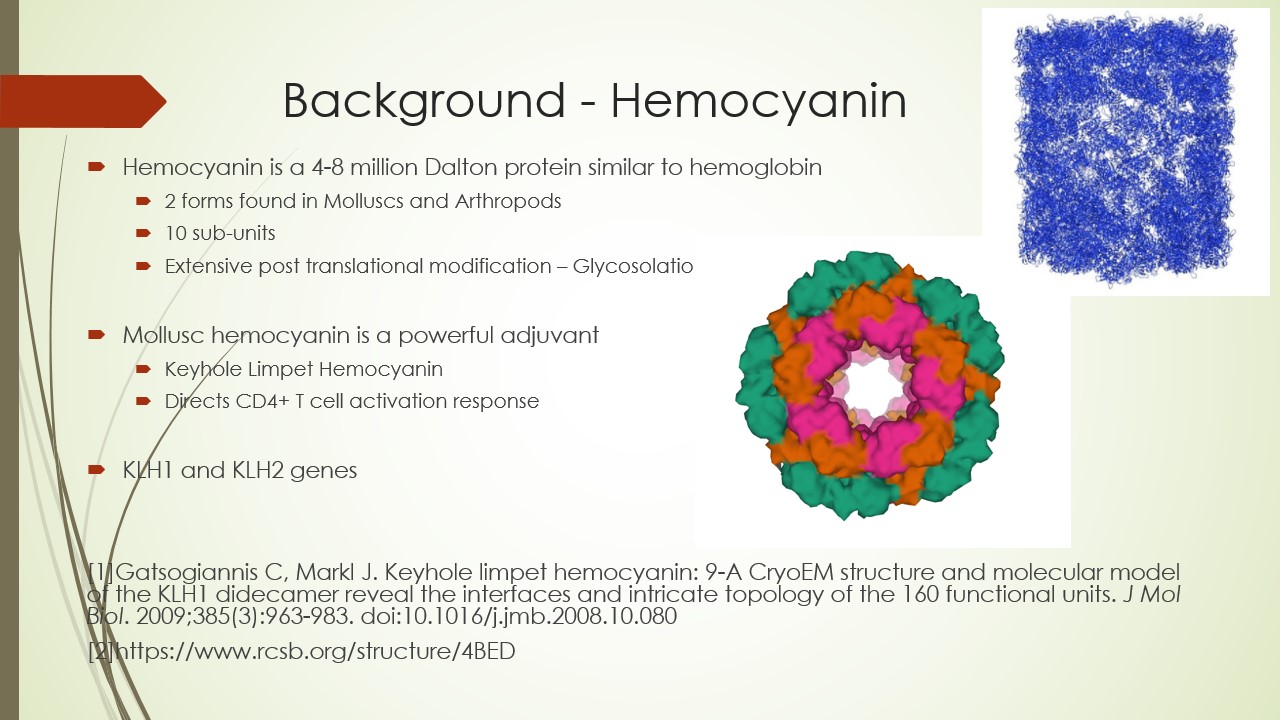 Background - Hemocyanin
Hemocyanin is a 4-8 million Dalton protein similar to hemoglobin
2 forms found in Molluscs and Arthropods
10 sub-units
Extensive post translational modification – Glycosolatio
Mollusc hemocyanin is a powerful adjuvant
Keyhole Limpet Hemocyanin
Directs CD4+ T cell activation response
KLH1 and KLH2 genes
[1]Gatsogiannis C, Markl J. Keyhole limpet hemocyanin: 9-A CryoEM structure and molecular model
of the KLH1 didecamer reveal the interfaces and intricate topology of the 160 functional units. J Mol
Biol. 2009;385(3):963-983. doi:10.1016/j.jmb.2008.10.080
[2]https://www.rcsb.org/structure/4BED